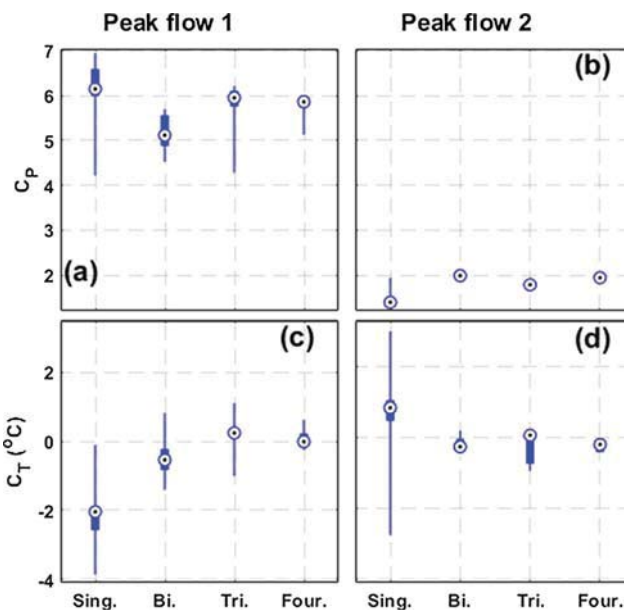 Peak flow 1
Peak flow 2
7
6
5
4
3
2
C_P
(a)
(b)
2
0
-2
-4
C_T (°C)
(c)
(d)
Sing. Bi. Tri. Four.
Sing. Bi. Tri. Four.